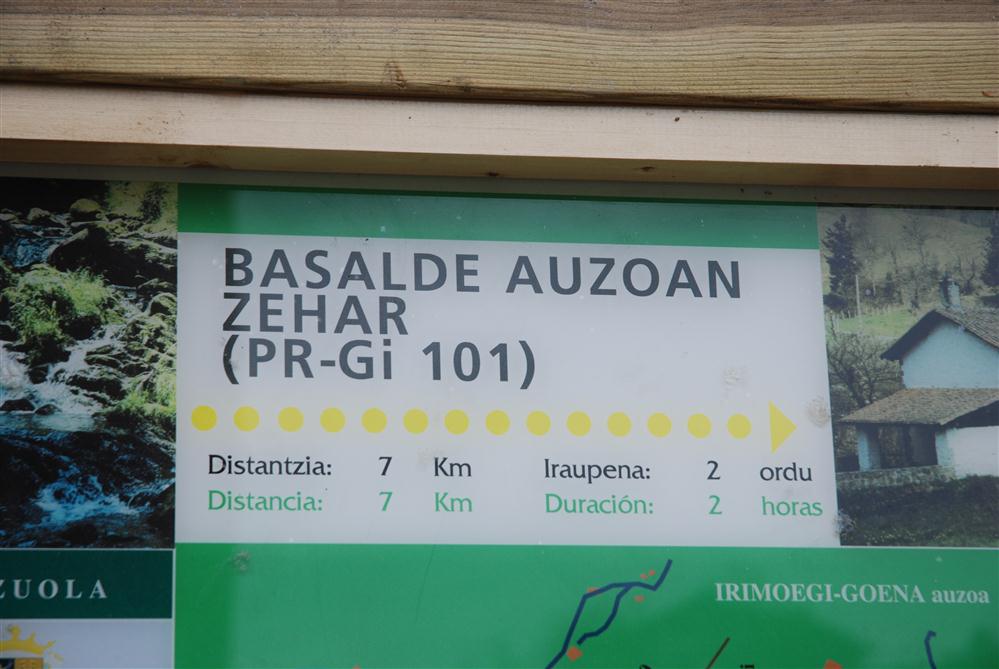 BASALDE AUZOAN
ZEHAR
(PR-Gi 101)
Distantzia: 7 Km Iraupena: 2 ordu
Distancia: 7 Km Duración: 2 horas
ZUOLA
IRIMOEGI-GOENA auzoa